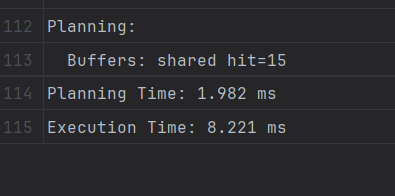 112 Planning:
113   Buffers: shared hit=15
114 Planning Time: 1.982 ms
115 Execution Time: 8.221 ms